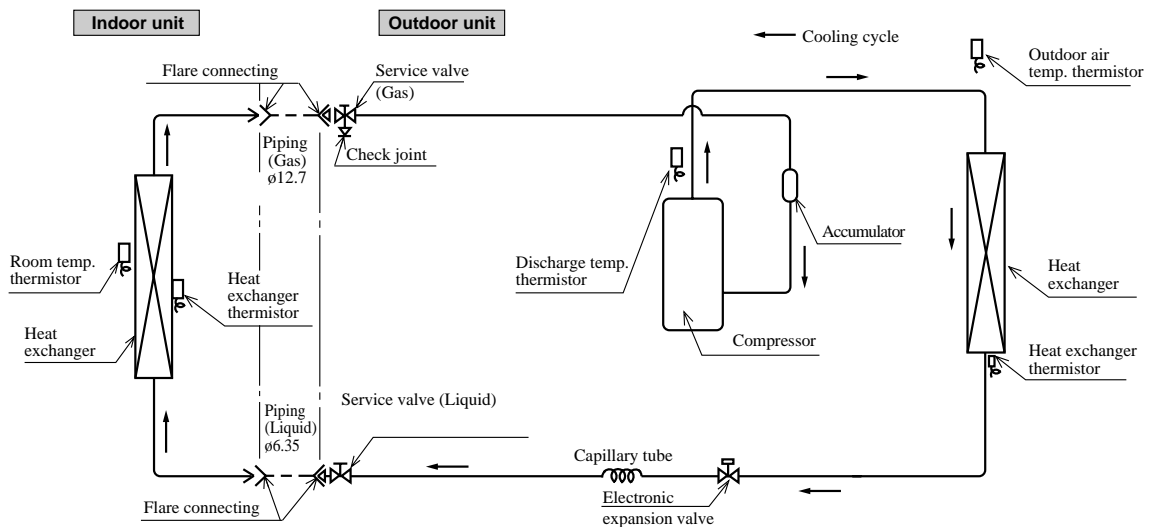 Indoor unit
Outdoor unit
Cooling cycle
Flare connecting
Service valve
(Gas)
Outdoor air
temp. thermistor
Piping
(Gas)
ø12.7
Check joint
Room temp.
thermistor
Heat
exchanger
thermistor
Heat
exchanger
Discharge temp.
thermistor
Accumulator
Compressor
Heat
exchanger
Heat exchanger
thermistor
Piping
(Liquid)
ø6.35
Service valve (Liquid)
Capillary tube
Flare connecting
Electronic
expansion valve